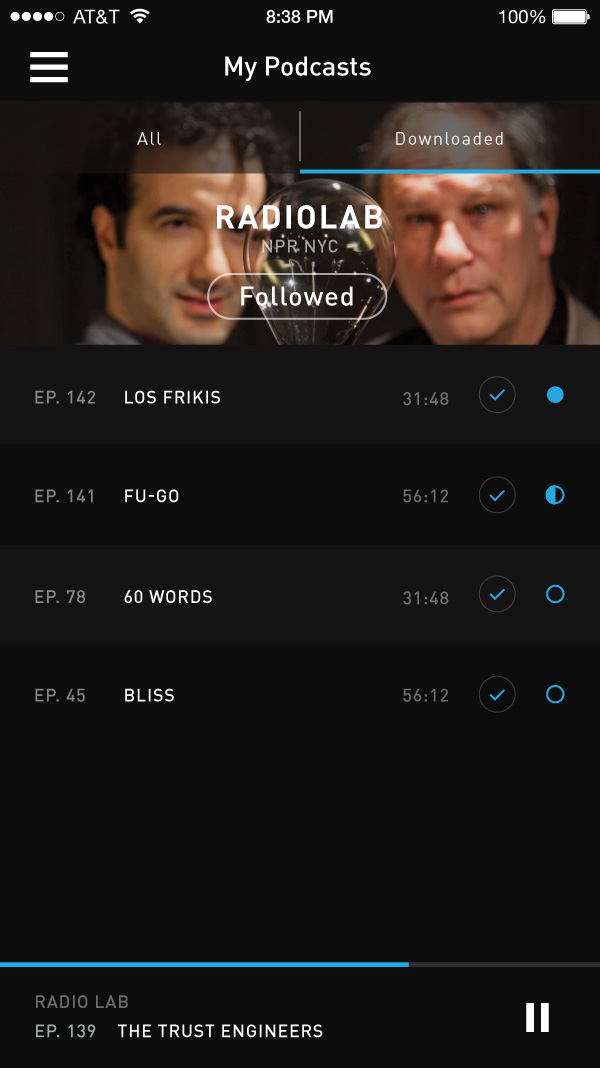 AT&T 8:38 PM 100%
My Podcasts
All Downloaded
RADIOLAB
NPR NYC
Followed
EP. 142 LOS FRIKIS 31:48
EP. 141 FU-GO 56:12
EP. 78 60 WORDS 31:48
EP. 45 BLISS 56:12
RADIO LAB
EP. 139 THE TRUST ENGINEERS